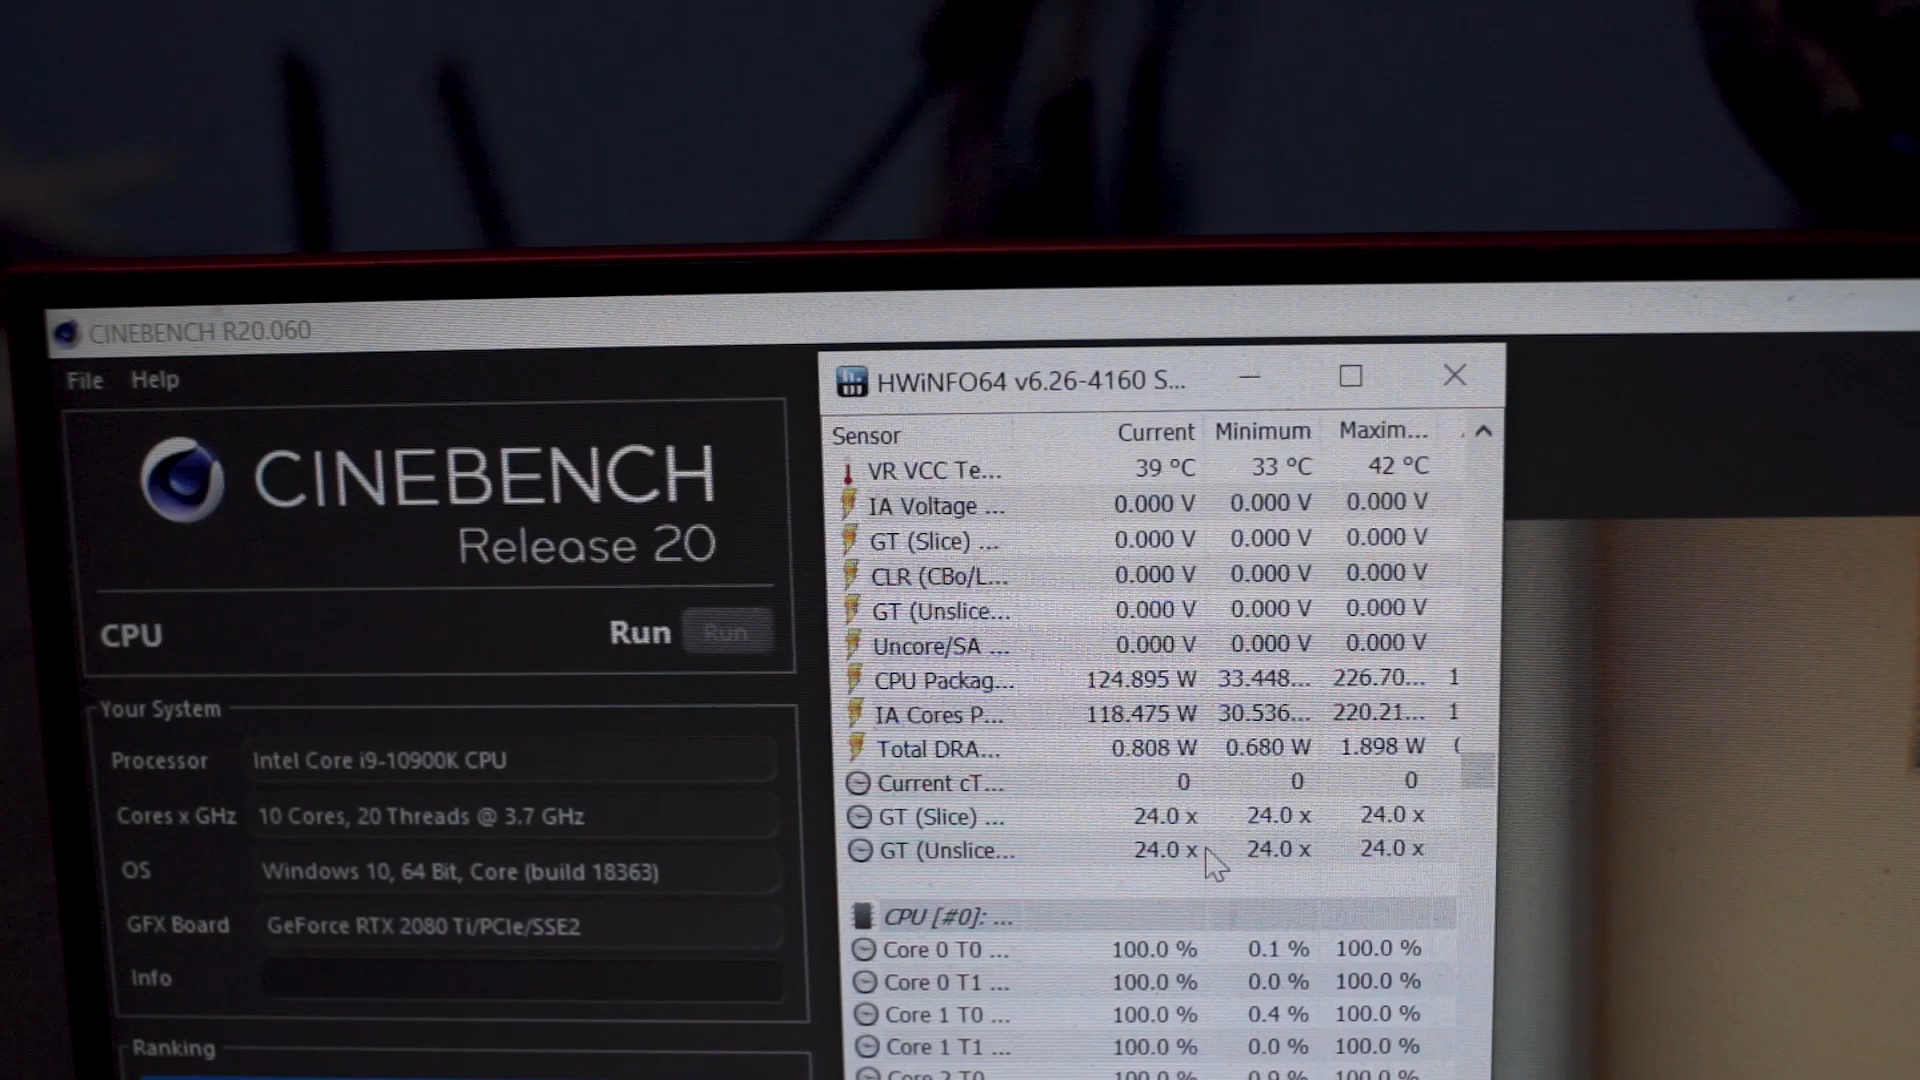 CINEBENCH R20.060
File Help
CINEBENCH
Release 20
CPU Run Run
Your System
Processor Intel Core i9-10900K CPU
Cores x GHz 10 Cores, 20 Threads @ 3.7 GHz
OS Windows 10, 64 Bit, Core (build 18363)
GFX Board GeForce RTX 2080 Ti/PCIe/SSE2
Info
Ranking
HWiNFO64 v6.26-4160 S...
Sensor Current Minimum Maxim...
VR VCC Te... 39 °C 33 °C 42 °C
IA Voltage ... 0.000 V 0.000 V 0.000 V
GT (Slice) ... 0.000 V 0.000 V 0.000 V
CLR (CBo/L... 0.000 V 0.000 V 0.000 V
GT (Unslice... 0.000 V 0.000 V 0.000 V
Uncore/SA ... 0.000 V 0.000 V 0.000 V
CPU Packag... 124.895 W 33.448... 226.70... 1
IA Cores P... 118.475 W 30.536... 220.21... 1
Total DRA... 0.808 W 0.680 W 1.898 W
Current cT... 0 0 0
GT (Slice) ... 24.0 x 24.0 x 24.0 x
GT (Unslice... 24.0 x 24.0 x 24.0 x
CPU [#0]: ...
Core 0 T0 ... 100.0 % 0.1 % 100.0 %
Core 0 T1 ... 100.0 % 0.0 % 100.0 %
Core 1 T0 ... 100.0 % 0.4 % 100.0 %
Core 1 T1 ... 100.0 % 0.0 % 100.0 %
Core 2 T0 100.0 % 0.9 % 100.0 %